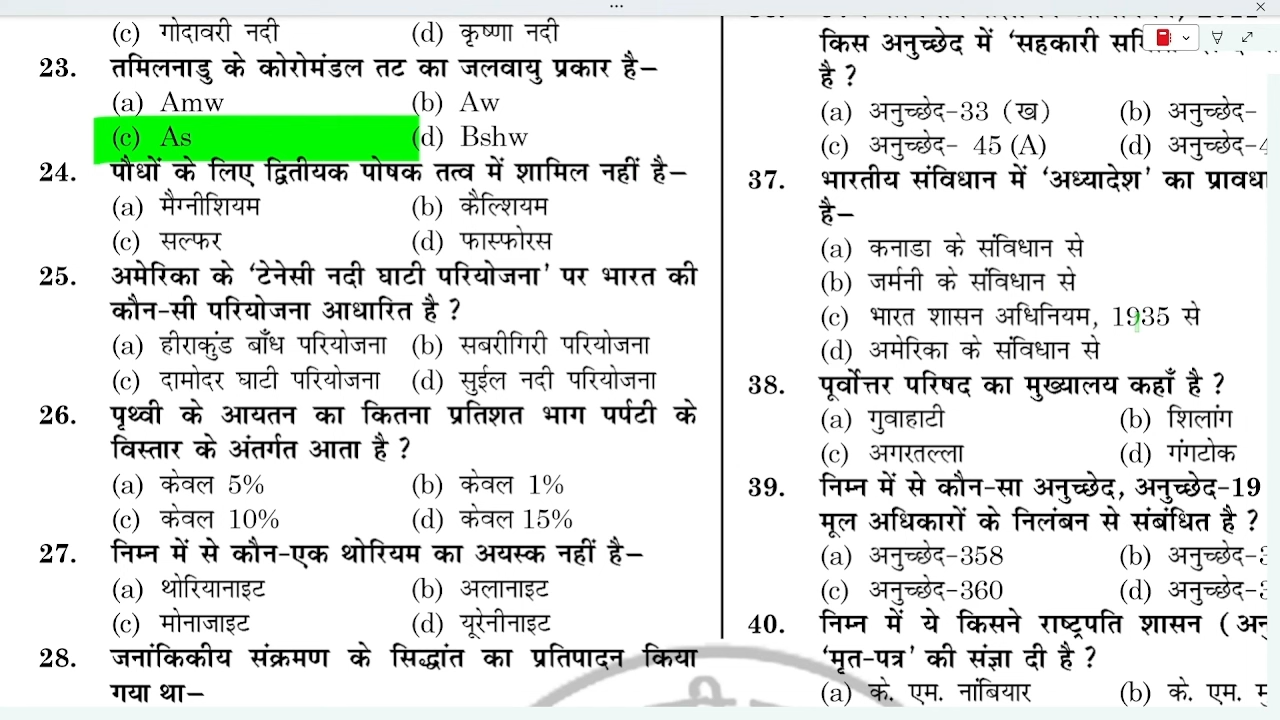 (c) गोदावरी नदी (d) कृष्णा नदी
23. तमिलनाडु के कोरोमंडल तट का जलवायु प्रकार है–
(a) Amw (b) Aw
(c) As (d) Bshw
24. पौधों के लिए द्वितीयक पोषक तत्व में शामिल नहीं है–
(a) मैग्नीशियम (b) कैल्शियम
(c) सल्फर (d) फास्फोरस
25. अमेरिका के ‘टेनेसी नदी घाटी परियोजना’ पर भारत की
कौन-सी परियोजना आधारित है ?
(a) हीराकुंड बाँध परियोजना (b) सबरीगिरी परियोजना
(c) दामोदर घाटी परियोजना (d) सुईल नदी परियोजना
26. पृथ्वी के आयतन का कितना प्रतिशत भाग पर्पटी के
विस्तार के अंतर्गत आता है ?
(a) केवल 5% (b) केवल 1%
(c) केवल 10% (d) केवल 15%
27. निम्न में से कौन-एक थोरियम का अयस्क नहीं है–
(a) थोरियानाइट (b) अलानाइट
(c) मोनाजाइट (d) यूरेनीनाइट
28. जनांकिकीय संक्रमण के सिद्धांत का प्रतिपादन किया
गया था–
किस अनुच्छेद में ‘सहकारी
है ?
(a) अनुच्छेद-33 (ख) (b) अनुच्छेद-
(c) अनुच्छेद- 45 (A) (d) अनुच्छेद-4
37. भारतीय संविधान में ‘अध्यादेश’ का
है–
(a) कनाडा के संविधान से
(b) जर्मनी के संविधान से
(c) भारत शासन अधिनियम, 1935 से
(d) अमेरिका के संविधान से
38. पूर्वोत्तर परिषद का मुख्यालय कहाँ है ?
(a) गुवाहाटी (b) शिलांग
(c) अगरतल्ला (d) गंगटोक
39. निम्न में से कौन-सा अनुच्छेद, अनुच्छेद-19
मूल अधिकारों के निलंबन से संबंधित है ?
(a) अनुच्छेद-358 (b) अनुच्छेद-3
(c) अनुच्छेद-360 (d) अनुच्छेद-3
40. निम्न में ये किसने राष्ट्रपति शासन (
‘मृत-पत्र’ की संज्ञा दी है ?
(a) के. एम. नांबियार (b) के. एम.